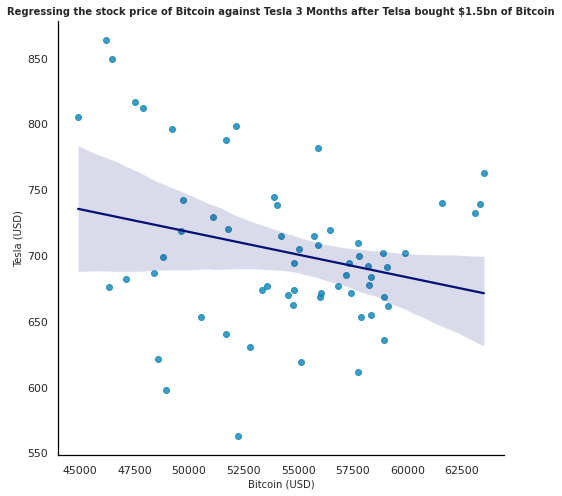 Regressing the stock price of Bitcoin against Tesla 3 Months after Telsa bought $1.5bn of Bitcoin
850
800
750
700
650
600
550
Tesla (USD)
45000 47500 50000 52500 55000 57500 60000 62500
Bitcoin (USD)